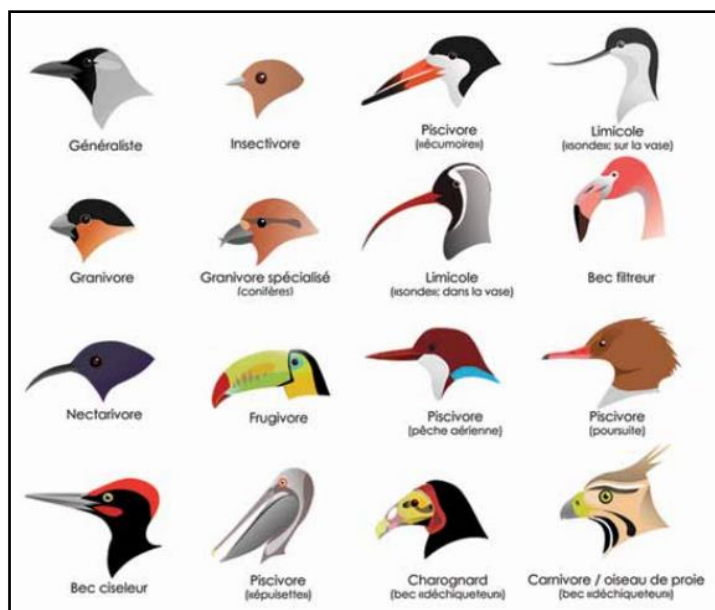 Généraliste
Insectivore
Piscivore
(«écumoire»)
Limicole
(«sonde»; sur la vase)
Granivore
Granivore spécialisé
(conifères)
Limicole
(«sonde»; dans la vase)
Bec filtreur
Nectarivore
Frugivore
Piscivore
(pêche aérienne)
Piscivore
(poursuite)
Bec ciseleur
Piscivore
(«épuisette»)
Charognard
(bec «déchiqueteur»)
Carnivore / oiseau de proie
(bec «déchiqueteur»)